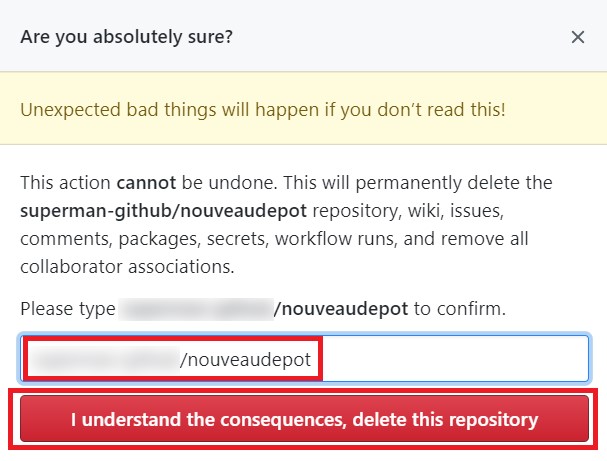 Are you absolutely sure?
Unexpected bad things will happen if you don't read this!
This action cannot be undone. This will permanently delete the
superman-github/nouveaudepot repository, wiki, issues,
comments, packages, secrets, workflow runs, and remove all
collaborator associations.
Please type /nouveaudepot to confirm.
/nouveaudepot
I understand the consequences, delete this repository